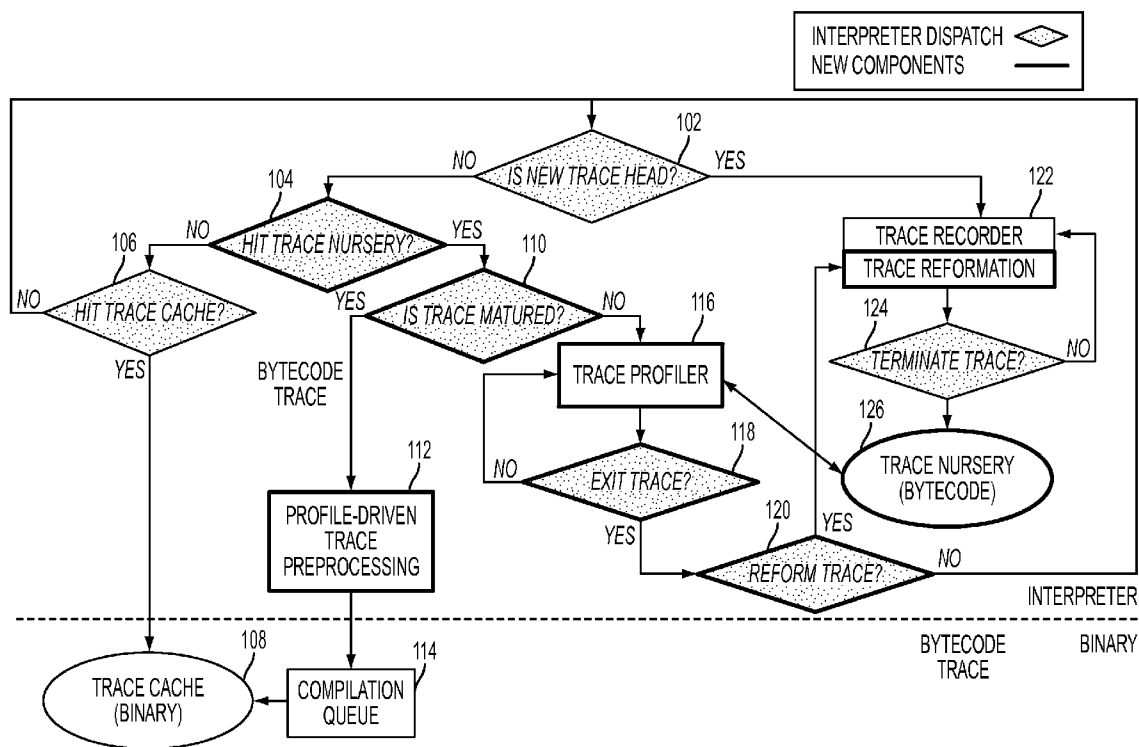 INTERPRETER DISPATCH
NEW COMPONENTS
102
NO
IS NEW TRACE HEAD?
YES
104
122
NO
HIT TRACE NURSERY?
YES
TRACE RECORDER
106
110
TRACE REFORMATION
NO
HIT TRACE CACHE?
YES
IS TRACE MATURED?
NO
116
124
YES
BYTECODE
TRACE
TRACE PROFILER
TERMINATE TRACE?
NO
126
118
TRACE NURSERY
(BYTECODE)
112
NO
EXIT TRACE?
PROFILE-DRIVEN
TRACE
PREPROCESSING
YES
120
YES
REFORM TRACE?
NO
INTERPRETER
108
114
BYTECODE
TRACE
BINARY
TRACE CACHE
(BINARY)
COMPILATION
QUEUE